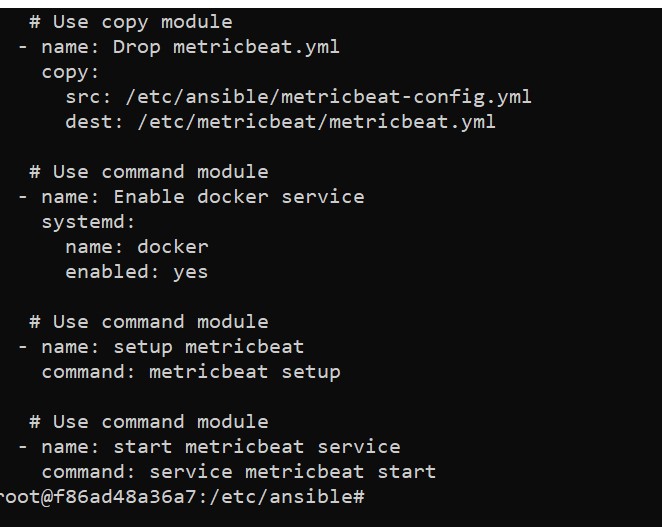 # Use copy module
- name: Drop metricbeat.yml
copy:
src: /etc/ansible/metricbeat-config.yml
dest: /etc/metricbeat/metricbeat.yml
# Use command module
- name: Enable docker service
systemd:
name: docker
enabled: yes
# Use command module
- name: setup metricbeat
command: metricbeat setup
# Use command module
- name: start metricbeat service
command: service metricbeat start
root@f86ad48a36a7:/etc/ansible#